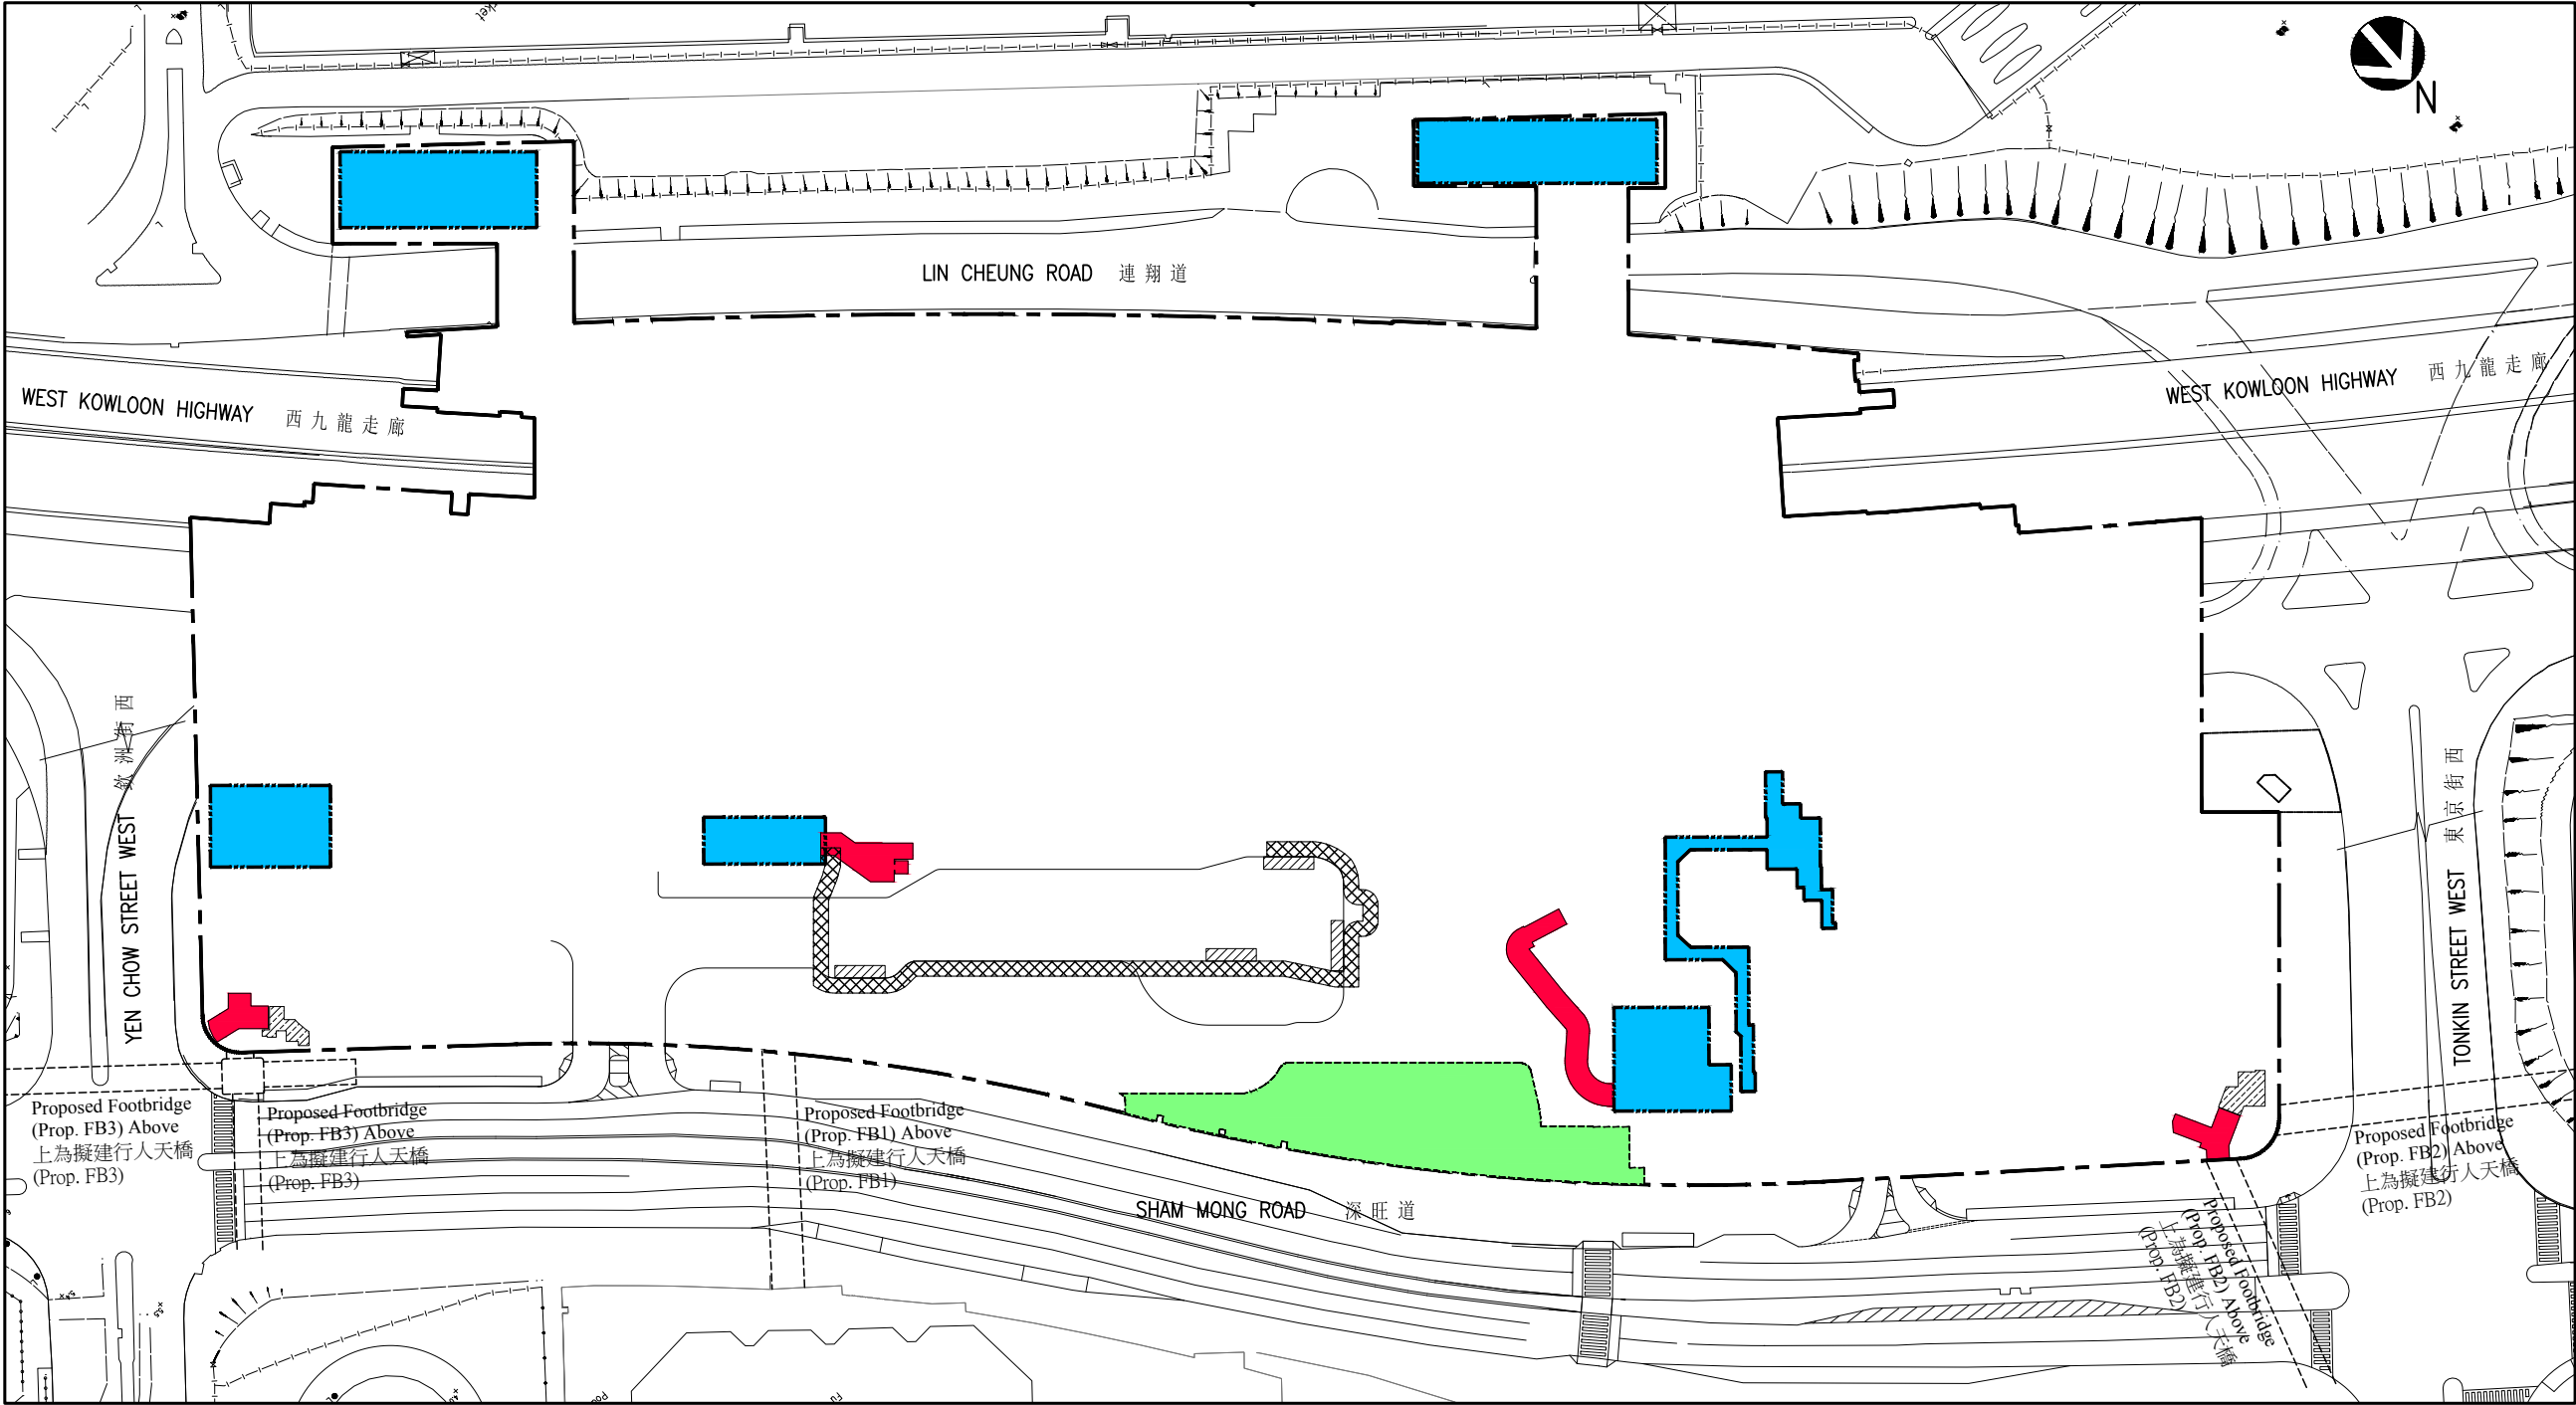 N
LIN CHEUNG ROAD 連翔道
WEST KOWLOON HIGHWAY 西九龍走廊
WEST KOWLOON HIGHWAY 西九龍走廊
YEN CHOW STREET WEST 欽洲街西
TONKIN STREET WEST 東京街西
Proposed Footbridge
(Prop. FB3) Above
上為擬建行人天橋
(Prop. FB3)
Proposed Footbridge
(Prop. FB3) Above
上為擬建行人天橋
(Prop. FB3)
Proposed Footbridge
(Prop. FB1) Above
上為擬建行人天橋
(Prop. FB1)
SHAM MONG ROAD 深旺道
Proposed Footbridge
(Prop. FB2) Above
上為擬建行人天橋
(Prop. FB2)
Proposed Footbridge
(Prop. FB2) Above
上為擬建行人天橋
(Prop. FB2)